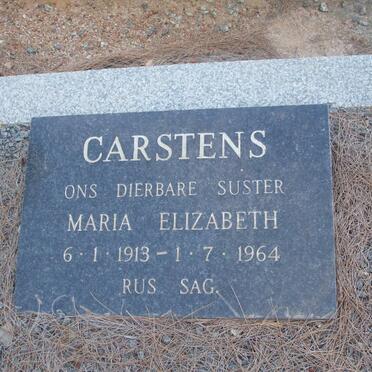 CARSTENS
ONS DIERBARE SUSTER
MARIA ELIZABETH
6·1·1913 – 1·7·1964
RUS SAG.